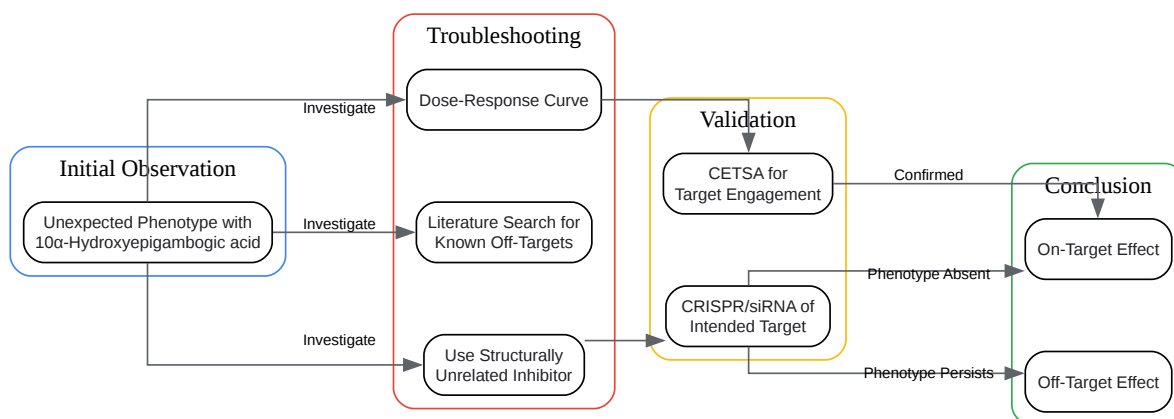 Initial Observation
Unexpected Phenotype with
10α-Hydroxyepigambogic acid
Investigate
Investigate
Investigate
Troubleshooting
Dose-Response Curve
Literature Search for
Known Off-Targets
Use Structurally
Unrelated Inhibitor
Validation
CETSA for
Target Engagement
CRISPR/siRNA of
Intended Target
Confirmed
Phenotype Absent
Phenotype Persists
Conclusion
On-Target Effect
Off-Target Effect